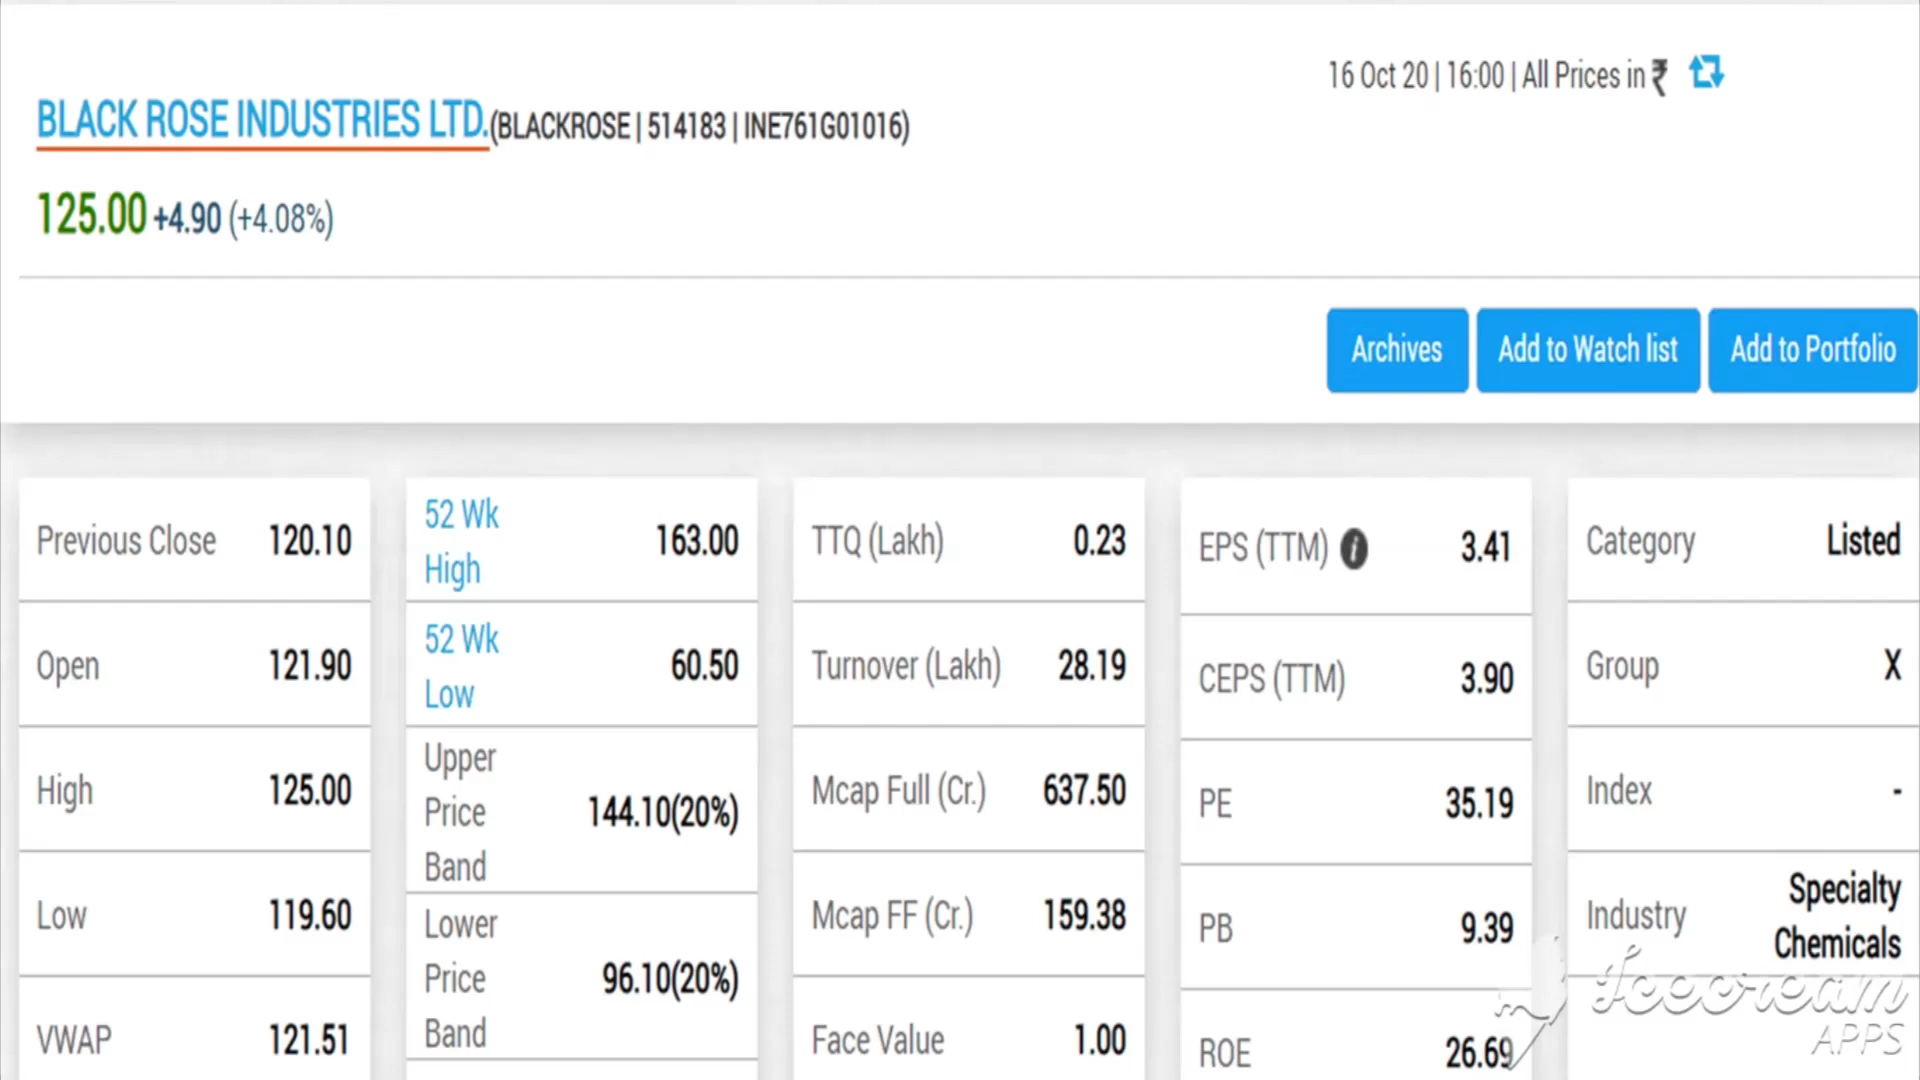 16 Oct 20 | 16:00 | All Prices in ₹
BLACK ROSE INDUSTRIES LTD.(BLACKROSE | 514183 | INE761G01016)
125.00 +4.90 (+4.08%)
Archives
Add to Watch list
Add to Portfolio
Previous Close 120.10
Open 121.90
High 125.00
Low 119.60
VWAP 121.51
52 Wk
High
163.00
52 Wk
Low
60.50
Upper
Price
Band
144.10(20%)
Lower
Price
Band
96.10(20%)
TTQ (Lakh) 0.23
Turnover (Lakh) 28.19
Mcap Full (Cr.) 637.50
Mcap FF (Cr.) 159.38
Face Value 1.00
EPS (TTM) i 3.41
CEPS (TTM) 3.90
PE 35.19
PB 9.39
ROE 26.69
Category Listed
Group X
Index -
Industry
Specialty
Chemicals
Icecream
APPS